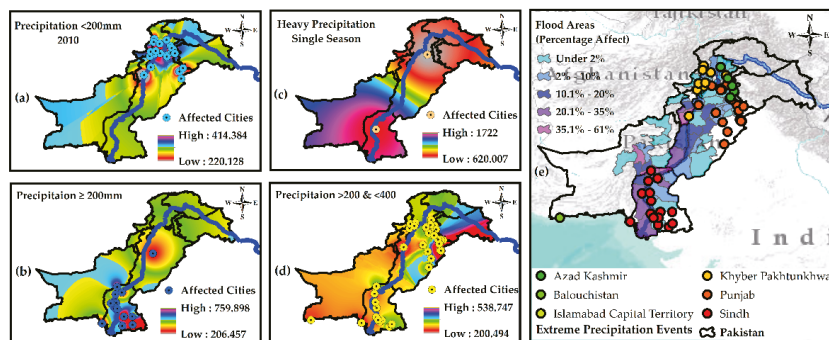 Precipitation <200mm
2010
W E
N
S
(a)
Affected Cities
High : 414.384
Low : 220.128
Heavy Precipitation
Single Season
N
W E
S
(c)
Affected Cities
High : 1722
Low : 620.007
Precipitaion ≥ 200mm
N
W E
S
(b)
Affected Cities
High : 759.898
Low : 206.457
Precipitaion >200 & <400
N
W E
S
(d)
Affected Cities
High : 538.747
Low : 200.494
Flood Areas
(Percentage Affect)
Under 2%
2% - 10%
10.1% - 20%
20.1% - 35%
35.1% - 61%
Tajikistan
Afghanistan
N
W E
S
(e)
I n d i
Azad Kashmir
Balouchistan
Islamabad Capital Territory
Khyber Pakhtunkhwa
Punjab
Sindh
Extreme Precipitation Events
Pakistan